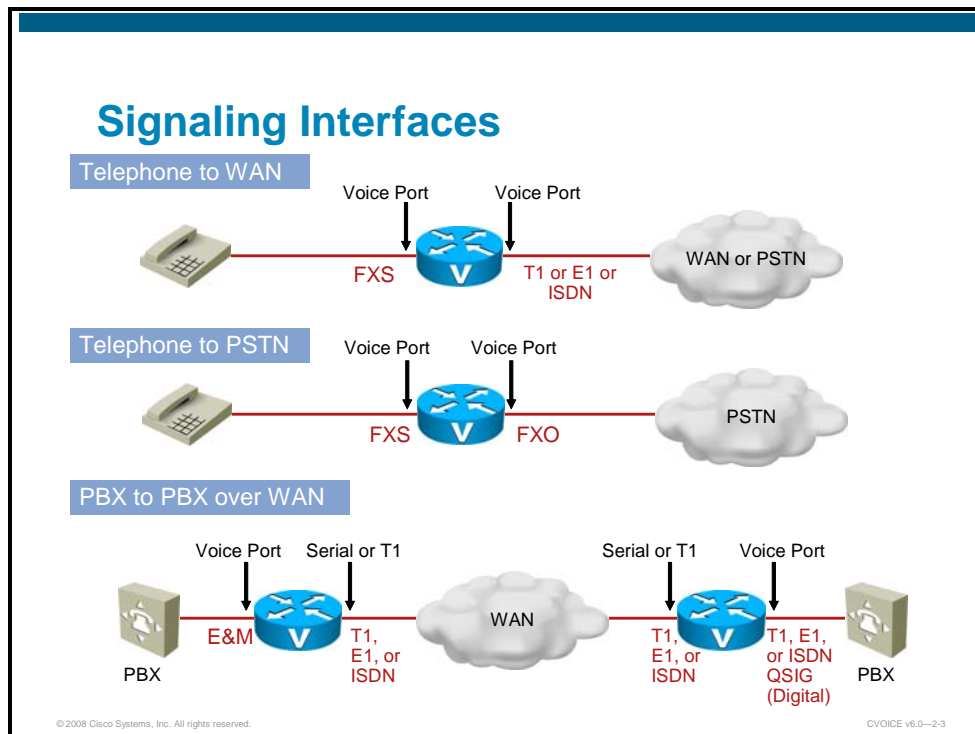 Signaling Interfaces
Telephone to WAN
Voice Port
Voice Port
FXS
V
T1 or E1 or
ISDN
WAN or PSTN
Telephone to PSTN
Voice Port
Voice Port
FXS
V
FXO
PSTN
PBX to PBX over WAN
Voice Port
Serial or T1
Serial or T1
Voice Port
PBX
E&M
V
T1,
E1, or
ISDN
WAN
T1,
E1, or
ISDN
V
T1, E1,
or ISDN
QSIG
(Digital)
PBX
© 2008 Cisco Systems, Inc. All rights reserved.
CVOICE v6.0—2-3